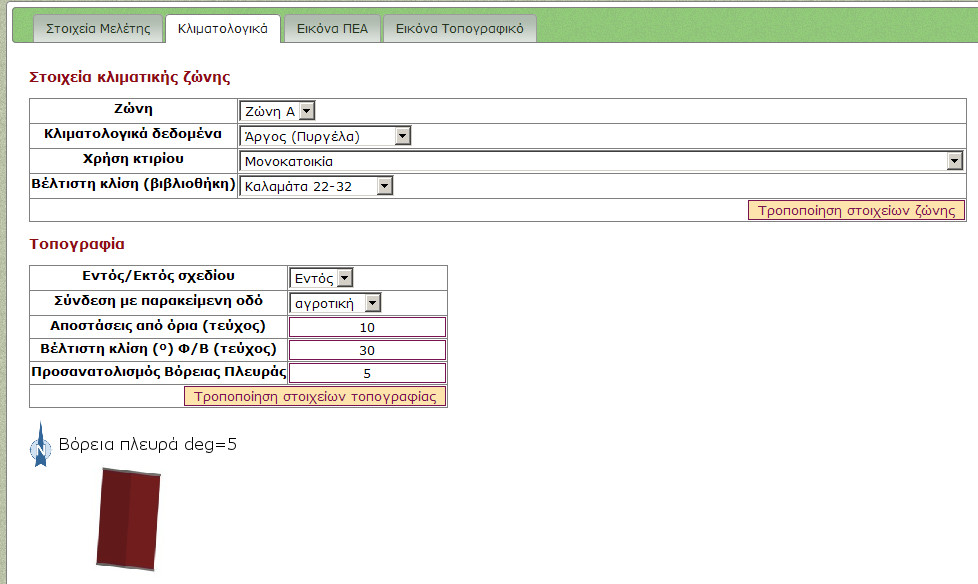 Στοιχεία Μελέτης Κλιματολογικά Εικόνα ΠΕΑ Εικόνα Τοπογραφικό
Στοιχεία κλιματικής ζώνης
Ζώνη Ζώνη Α
Κλιματολογικά δεδομένα Άργος (Πυργέλα)
Χρήση κτιρίου Μονοκατοικία
Βέλτιστη κλίση (βιβλιοθήκη) Καλαμάτα 22-32
Τροποποίηση στοιχείων ζώνης
Τοπογραφία
Εντός/Εκτός σχεδίου Εντός
Σύνδεση με παρακείμενη οδό αγροτική
Αποστάσεις από όρια (τεύχος) 10
Βέλτιστη κλίση (º) Φ/Β (τεύχος) 30
Προσανατολισμός Βόρειας Πλευράς 5
Τροποποίηση στοιχείων τοπογραφίας
N Βόρεια πλευρά deg=5